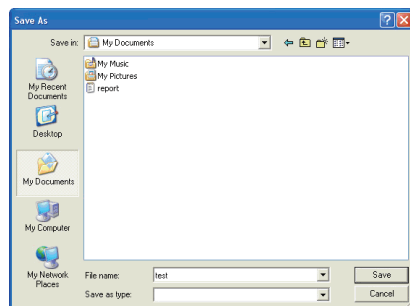 Save As
Save in:
My Documents
My Recent
Documents
Desktop
My Documents
My Computer
My Network
Places
My Music
My Pictures
report
File name:
test
Save
Save as type:
Cancel